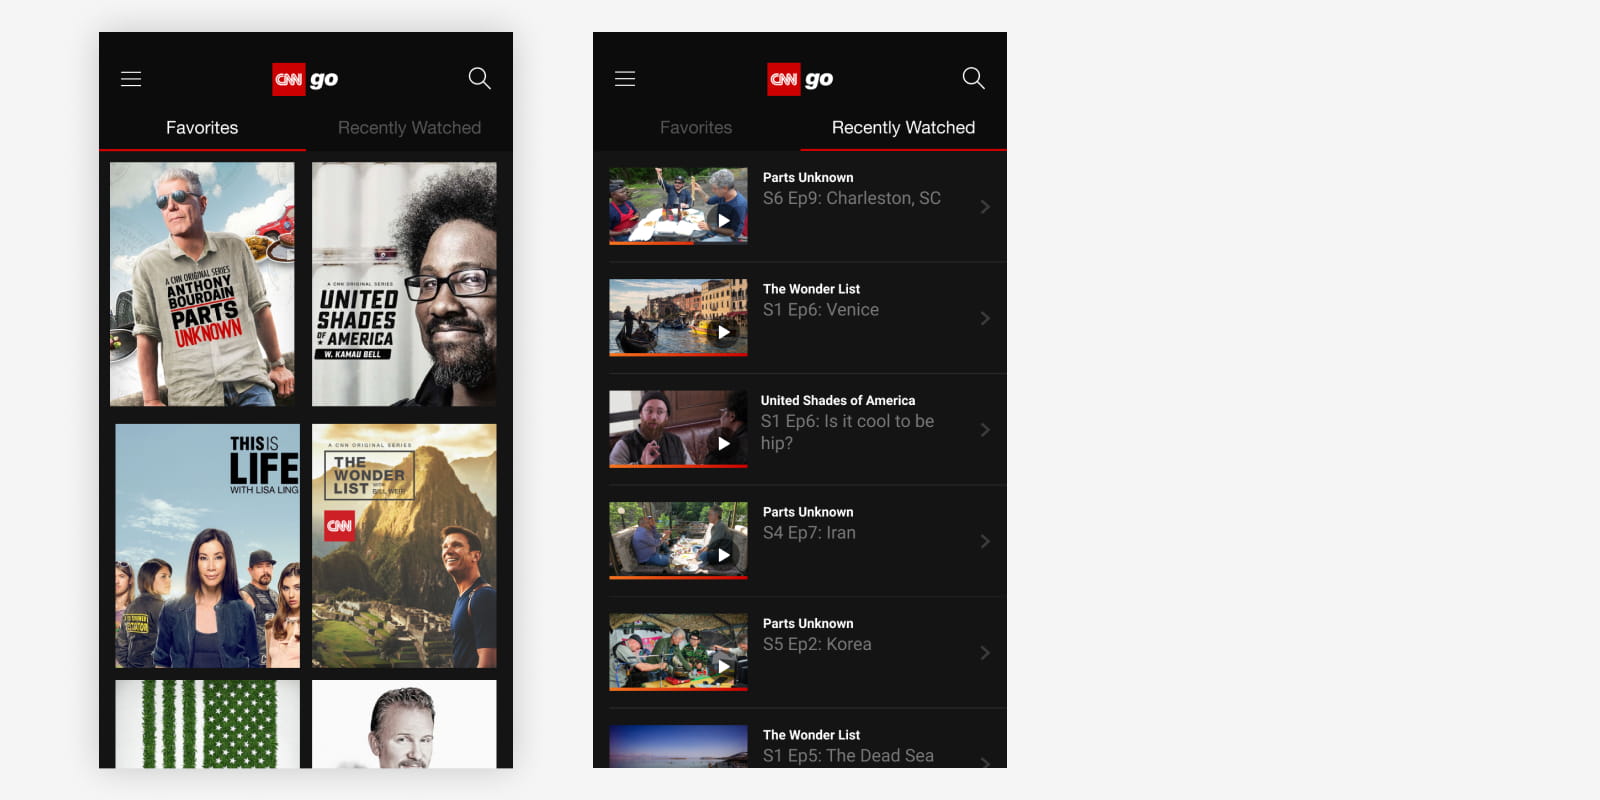 CNN go
Favorites
Recently Watched
A CNN ORIGINAL SERIES
ANTHONY
BOURDAIN
PARTS
UNKNOWN
A CNN ORIGINAL SERIES
UNITED
SHADES
OF AMERICA
W. KAMAU BELL
THIS IS
LIFE
WITH LISA LING
A CNN ORIGINAL SERIES
THE
WONDER
LIST WITH BILL WEIR
CNN
CNN go
Favorites
Recently Watched
Parts Unknown
S6 Ep9: Charleston, SC
The Wonder List
S1 Ep6: Venice
United States of America
S1 Ep6: Is it cool to be
hip?
Parts Unknown
S4 Ep7: Iran
Parts Unknown
S5 Ep2: Korea
The Wonder List
S1 Ep5: The Dead Sea